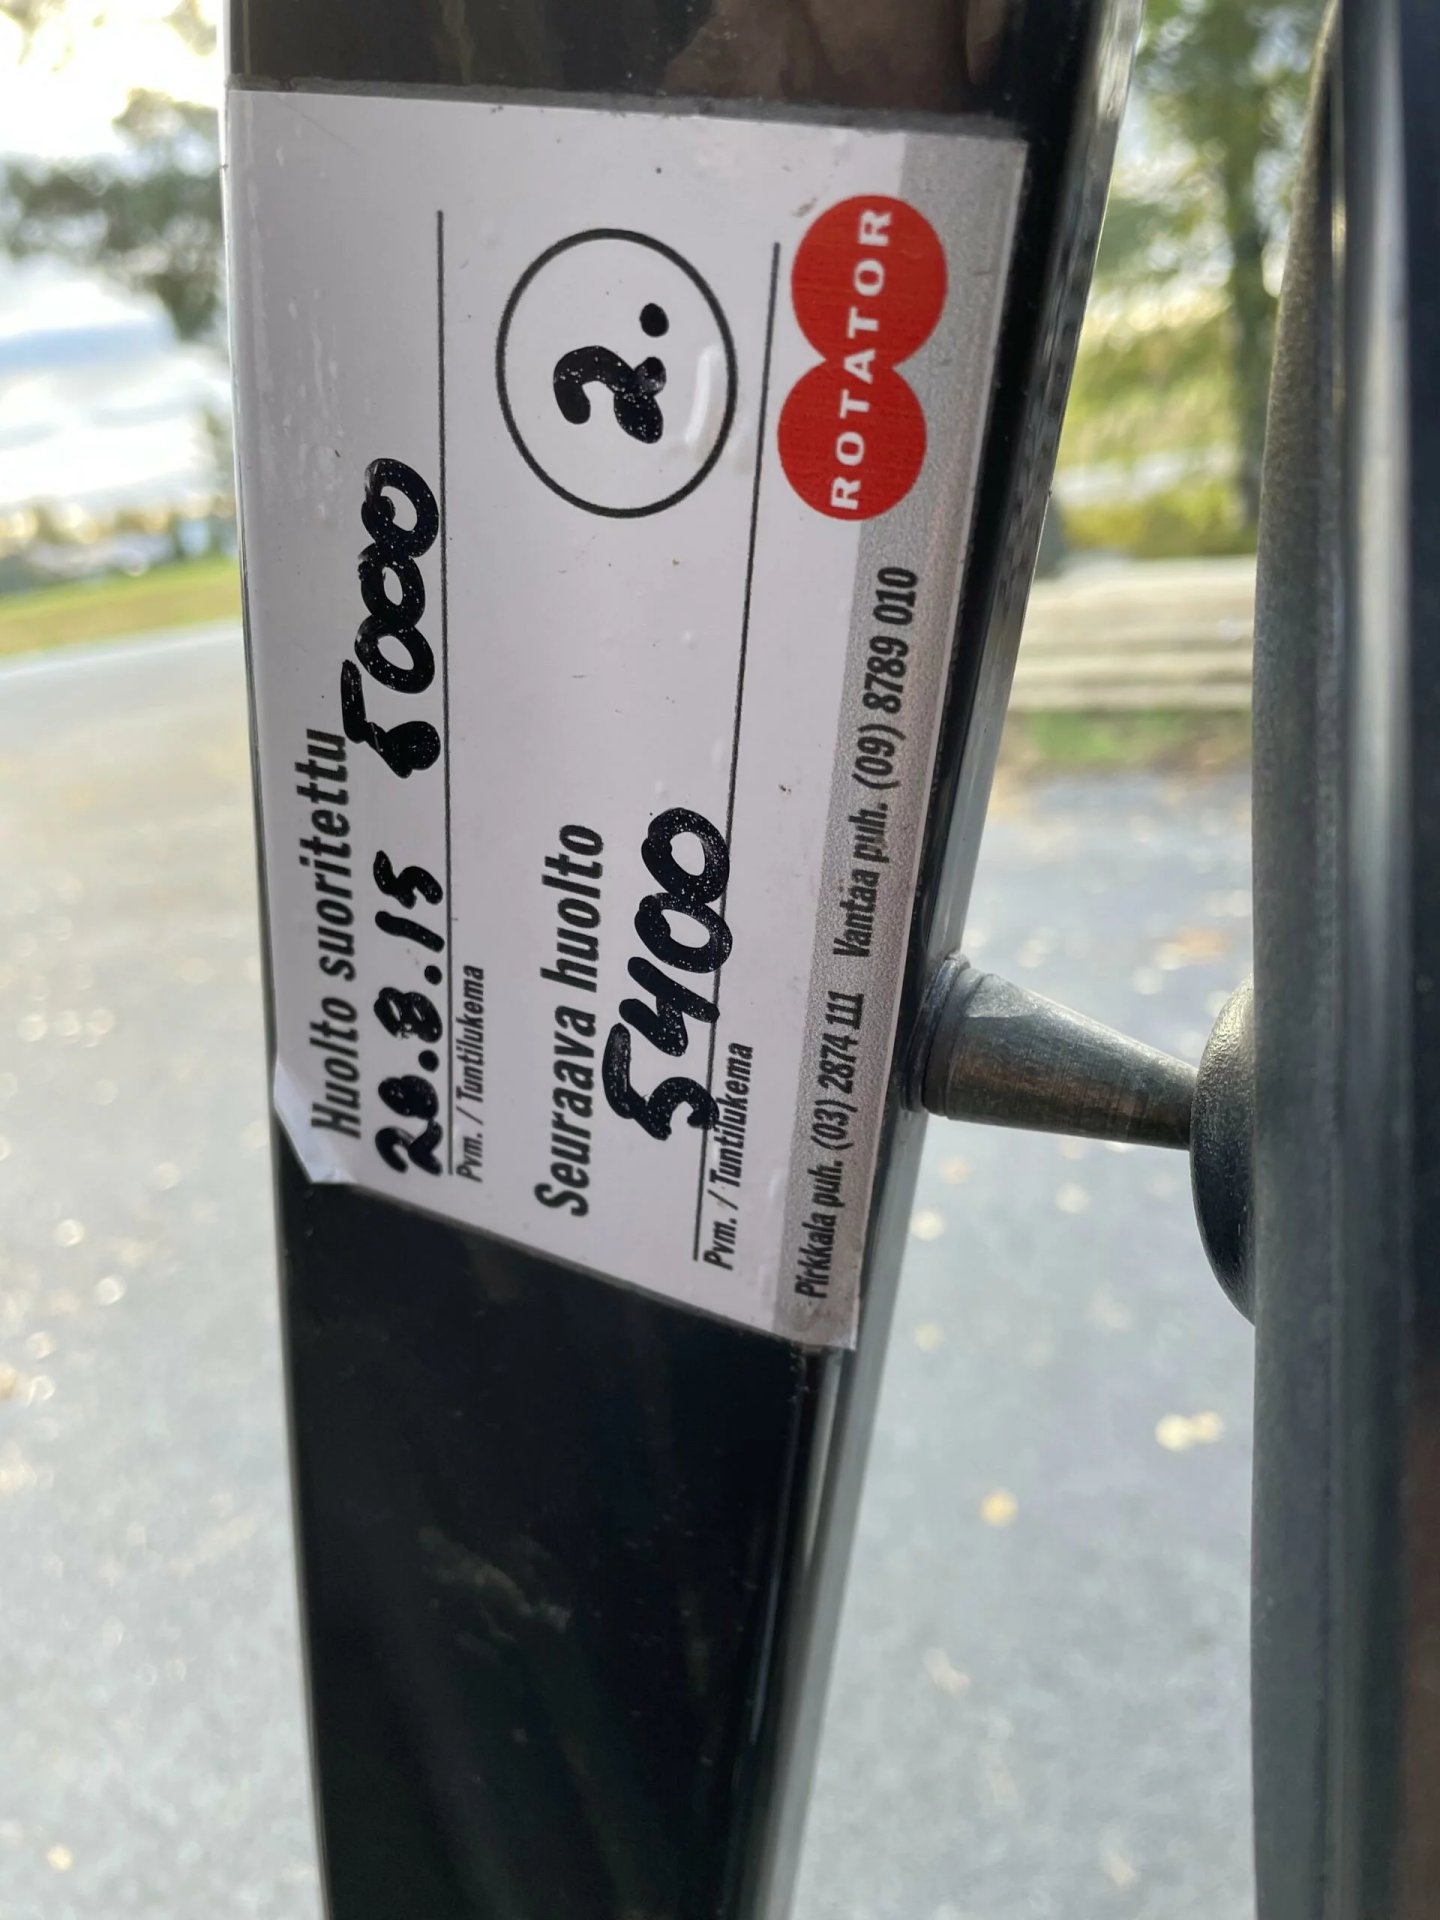 Huolto suoritettu
20.8.15 5000
Pvm. / Tuntilukema
Seuraava huolto
5400
2.
Pvm. / Tuntilukema
ROTATOR
Pirkkala puh. (03) 2874 111 Vantaa puh. (09) 8789 010